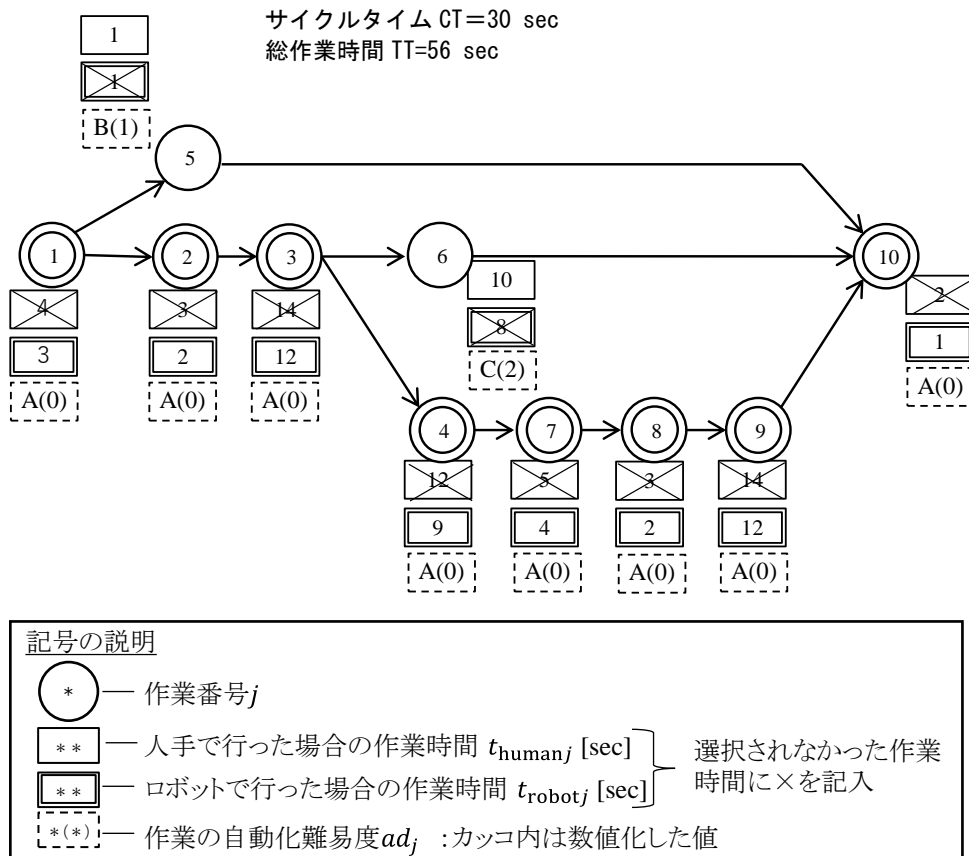 サイクルタイム CT＝30 sec
総作業時間 TT=56 sec
1
1
B(1)
5
1
2
3
6
10
4
3
14
10
2
3
2
12
8
1
A(0)
A(0)
A(0)
C(2)
A(0)
4
7
8
9
12
5
3
14
9
4
2
12
A(0)
A(0)
A(0)
A(0)
記号の説明
* 作業番号j
** 人手で行った場合の作業時間 t_humanj [sec]
** ロボットで行った場合の作業時間 t_robotj [sec]
選択されなかった作業
時間に×を記入
*(*) 作業の自動化難易度ad_j ：カッコ内は数値化した値